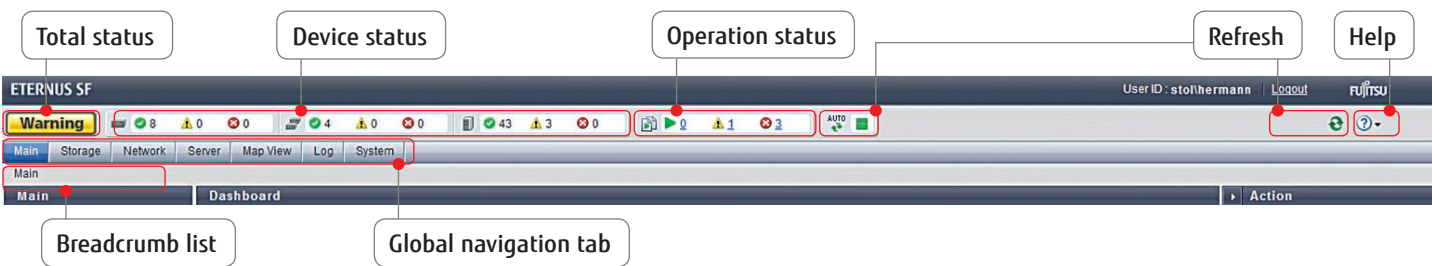 Total status
Device status
Operation status
Refresh
Help
ETERNUS SF
User ID : stol\hermann
Logout
FUJITSU
Warning 8 0 0 4 0 0 43 3 0 0 1 3 AUTO
Main Storage Network Server Map View Log System
Main
Main Dashboard Action
Breadcrumb list
Global navigation tab